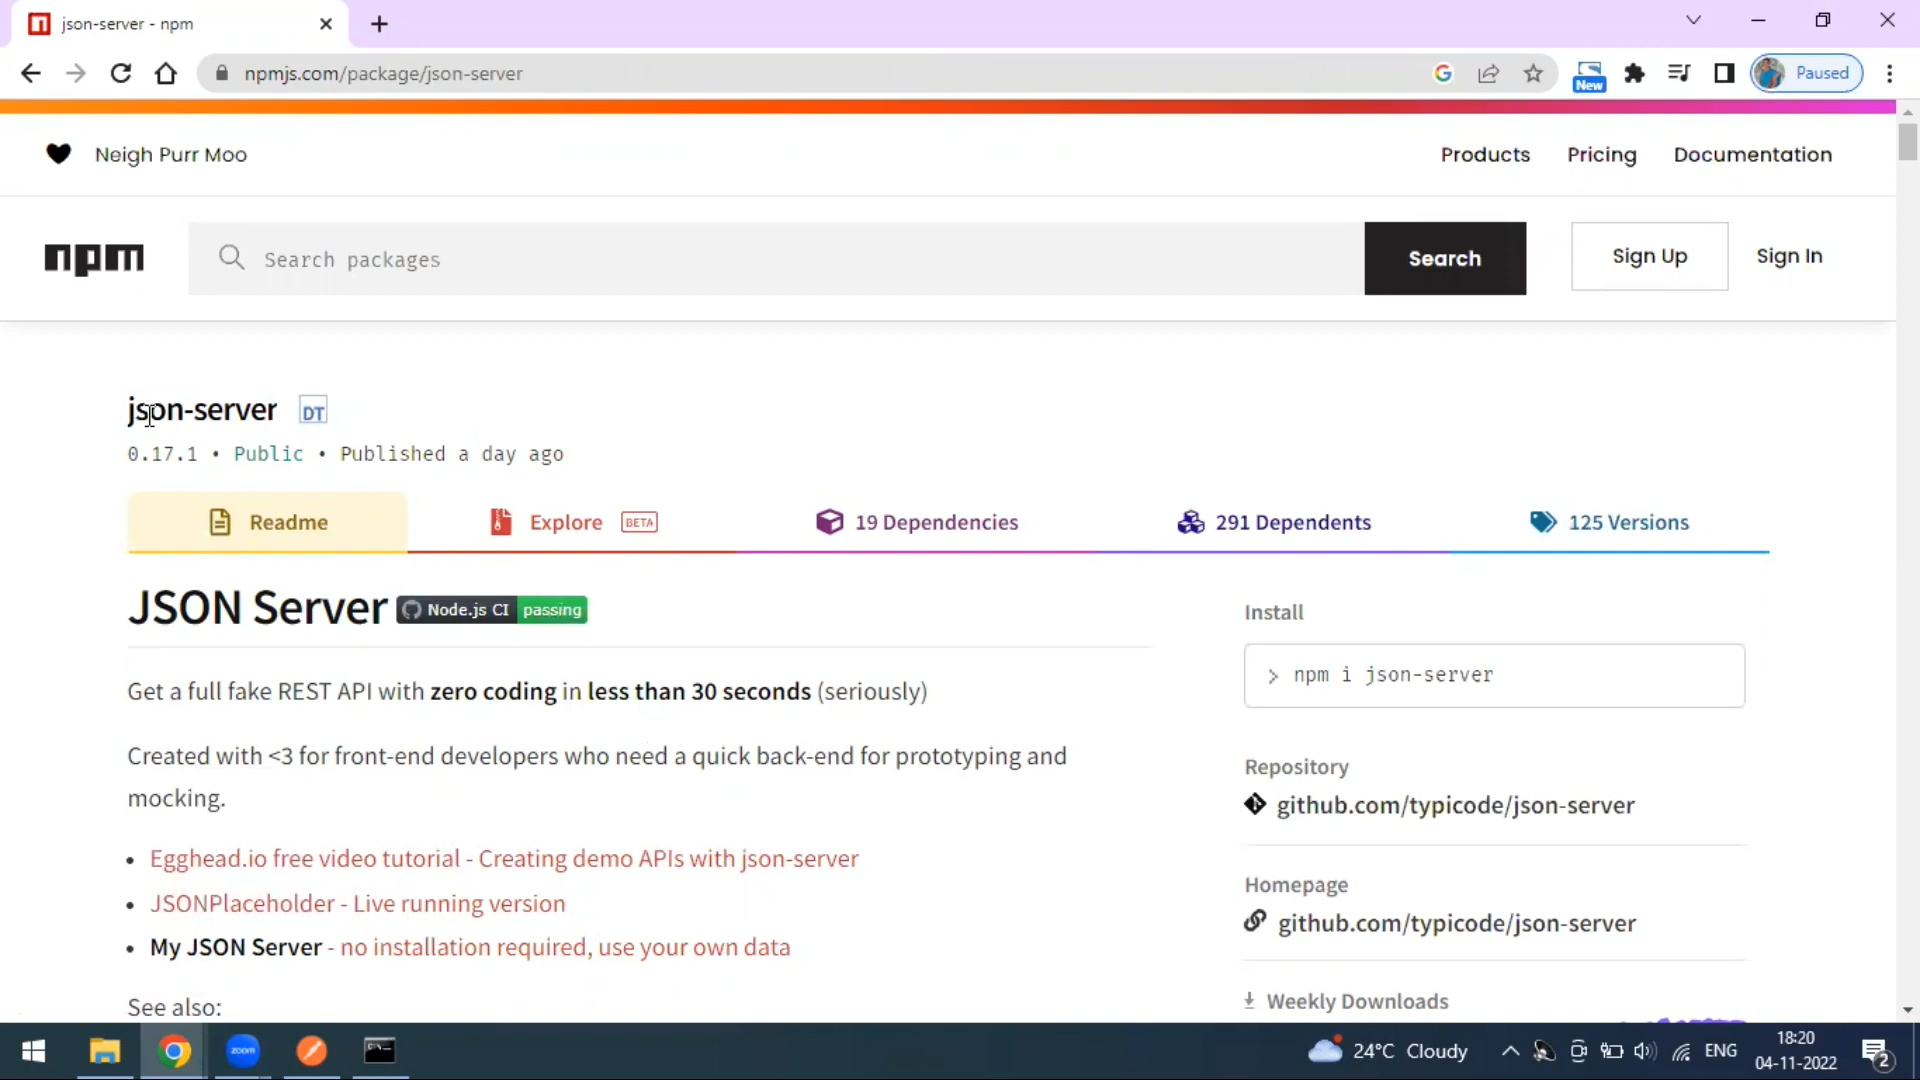 json-server - npm
npmjs.com/package/json-server
New
Paused
Neigh Purr Moo
Products Pricing Documentation
npm
Search packages
Search
Sign Up
Sign In
json-server DT
0.17.1 • Public • Published a day ago
Readme
Explore BETA
19 Dependencies
291 Dependents
125 Versions
JSON Server Node.js CI passing
Get a full fake REST API with zero coding in less than 30 seconds (seriously)
Created with <3 for front-end developers who need a quick back-end for prototyping and
mocking.
• Egghead.io free video tutorial - Creating demo APIs with json-server
• JSONPlaceholder - Live running version
• My JSON Server - no installation required, use your own data
See also:
Install
> npm i json-server
Repository
github.com/typicode/json-server
Homepage
github.com/typicode/json-server
Weekly Downloads
zoom
24°C Cloudy
ENG
18:20
04-11-2022
2